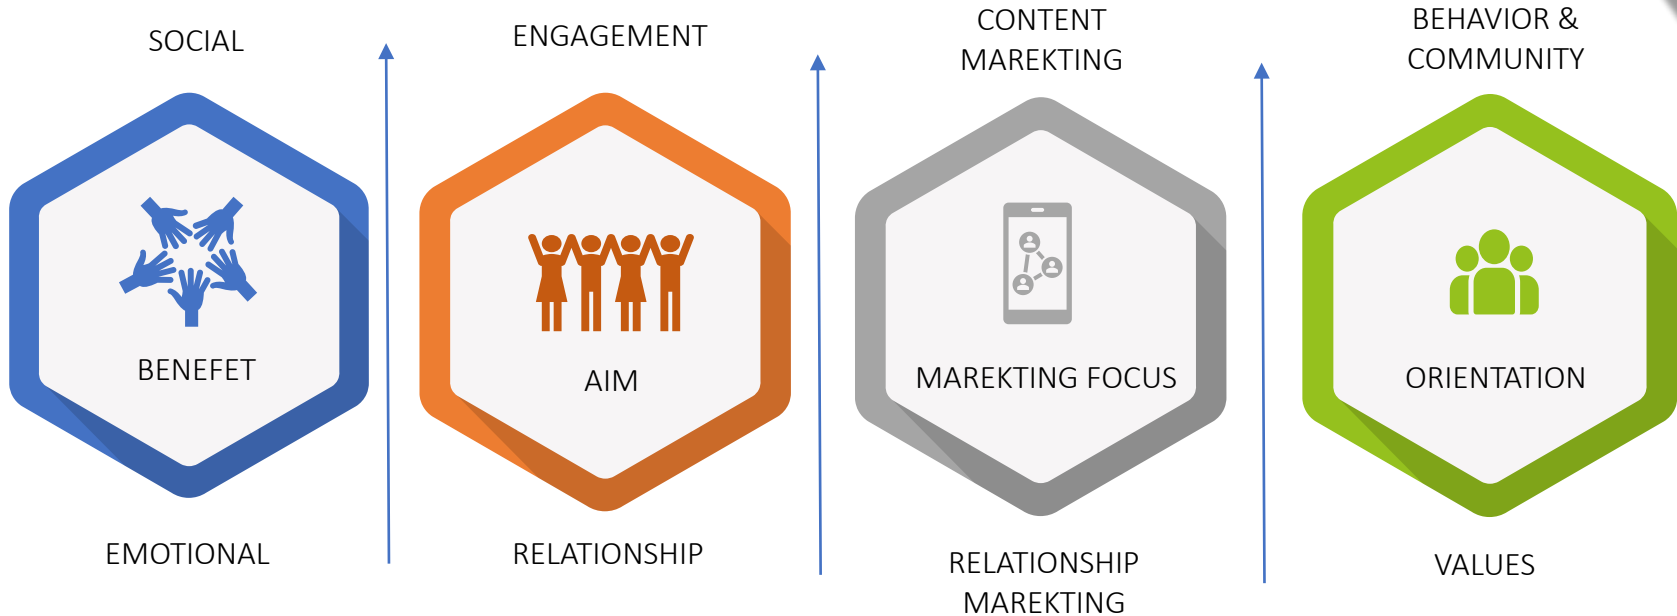 SOCIAL
BENEFET
EMOTIONAL
ENGAGEMENT
AIM
RELATIONSHIP
CONTENT
MAREKTING
MAREKTING FOCUS
RELATIONSHIP
MAREKTING
BEHAVIOR &
COMMUNITY
ORIENTATION
VALUES